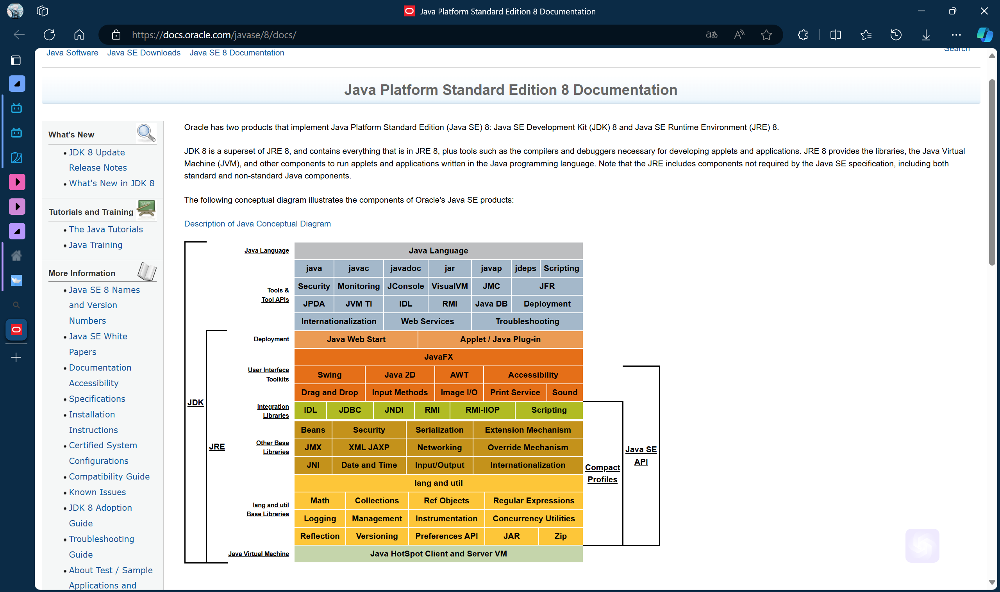 Java Platform Standard Edition 8 Documentation
https://docs.oracle.com/javase/8/docs/
Java Software Java SE Downloads Java SE 8 Documentation
Search
Java Platform Standard Edition 8 Documentation
What's New
JDK 8 Update
Release Notes
What's New in JDK 8
Tutorials and Training
The Java Tutorials
Java Training
More Information
Java SE 8 Names
and Version
Numbers
Java SE White
Papers
Documentation
Accessibility
Specifications
Installation
Instructions
Certified System
Configurations
Compatibility Guide
Known Issues
JDK 8 Adoption
Guide
Troubleshooting
Guide
About Test / Sample
Applications and
Oracle has two products that implement Java Platform Standard Edition (Java SE) 8: Java SE Development Kit (JDK) 8 and Java SE Runtime Environment (JRE) 8.
JDK 8 is a superset of JRE 8, and contains everything that is in JRE 8, plus tools such as the compilers and debuggers necessary for developing applets and applications. JRE 8 provides the libraries, the Java Virtual
Machine (JVM), and other components to run applets and applications written in the Java programming language. Note that the JRE includes components not required by the Java SE specification, including both
standard and non-standard Java components.
The following conceptual diagram illustrates the components of Oracle's Java SE products:
Description of Java Conceptual Diagram
Java Language Java Language
java javac javadoc jar javap jdeps Scripting
Tools &
Tool APIs
Security Monitoring JConsole VisualVM JMC JFR
JPDA JVM TI IDL RMI Java DB Deployment
Internationalization Web Services Troubleshooting
Deployment Java Web Start Applet / Java Plug-in
JavaFX
User Interface
Toolkits
Swing Java 2D AWT Accessibility
Drag and Drop Input Methods Image I/O Print Service Sound
JDK
Integration
Libraries
IDL JDBC JNDI RMI RMI-IIOP Scripting
Beans Security Serialization Extension Mechanism
JRE
Other Base
Libraries
JMX XML JAXP Networking Override Mechanism
JNI Date and Time Input/Output Internationalization
Java SE
API
Compact
Profiles
lang and util
lang and util
Base Libraries
Math Collections Ref Objects Regular Expressions
Logging Management Instrumentation Concurrency Utilities
Reflection Versioning Preferences API JAR Zip
Java Virtual Machine Java HotSpot Client and Server VM